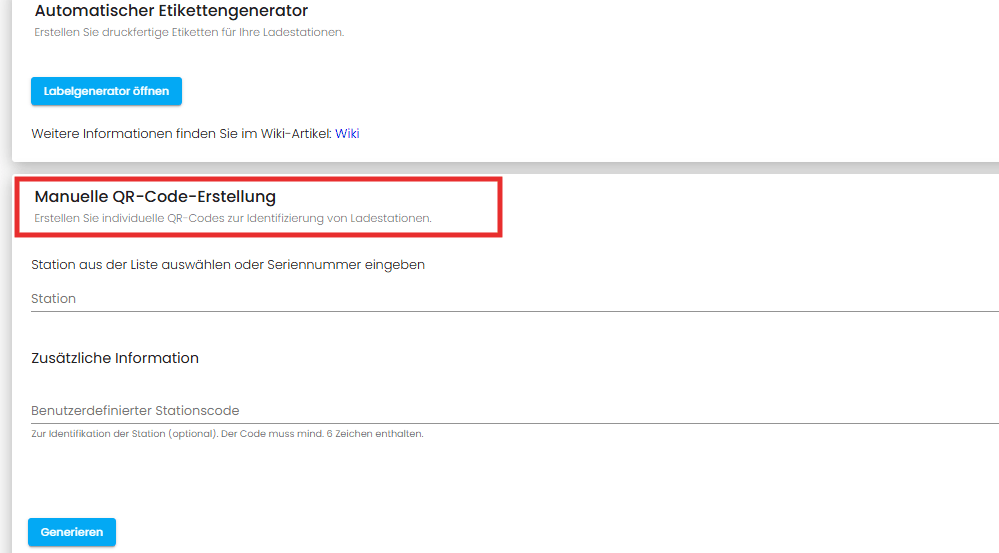 Automatischer Etikettengenerator
Erstellen Sie druckfertige Etiketten für Ihre Ladestationen.
Labelgenerator öffnen
Weitere Informationen finden Sie im Wiki-Artikel: Wiki
Manuelle QR-Code-Erstellung
Erstellen Sie individuelle QR-Codes zur Identifizierung von Ladestationen.
Station aus der Liste auswählen oder Seriennummer eingeben
Station
Zusätzliche Information
Benutzerdefinierter Stationscode
Zur Identifikation der Station (optional). Der Code muss mind. 6 Zeichen enthalten.
Generieren